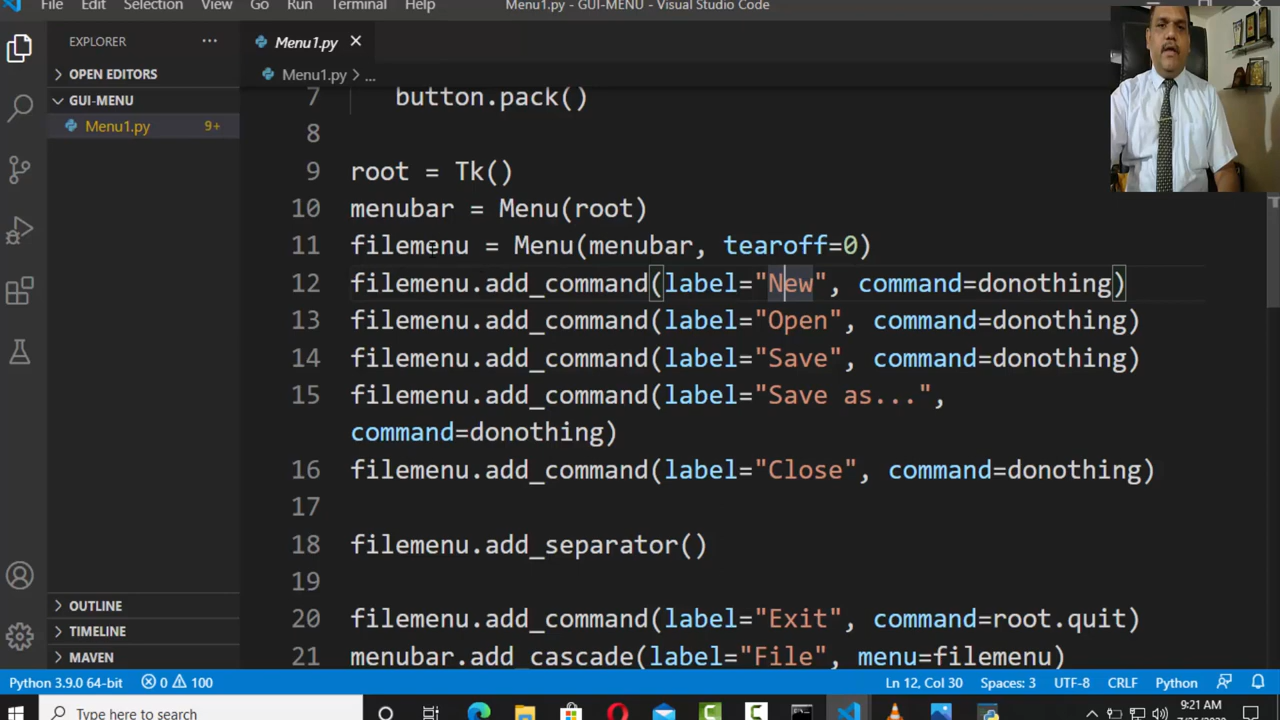 File Edit Selection View Go Run Terminal Help Menu1.py - GUI-MENU - Visual Studio Code
EXPLORER ...
Menu1.py
OPEN EDITORS
Menu1.py > ...
GUI-MENU
Menu1.py 9+
7 button.pack()
8
9 root = Tk()
10 menubar = Menu(root)
11 filemenu = Menu(menubar, tearoff=0)
12 filemenu.add_command(label="New", command=donothing)
13 filemenu.add_command(label="Open", command=donothing)
14 filemenu.add_command(label="Save", command=donothing)
15 filemenu.add_command(label="Save as...",
command=donothing)
16 filemenu.add_command(label="Close", command=donothing)
17
18 filemenu.add_separator()
19
20 filemenu.add_command(label="Exit", command=root.quit)
21 menubar.add_cascade(label="File", menu=filemenu)
OUTLINE
TIMELINE
MAVEN
Python 3.9.0 64-bit 0 100 Ln 12, Col 30 Spaces: 3 UTF-8 CRLF Python
Type here to search
9:21 AM